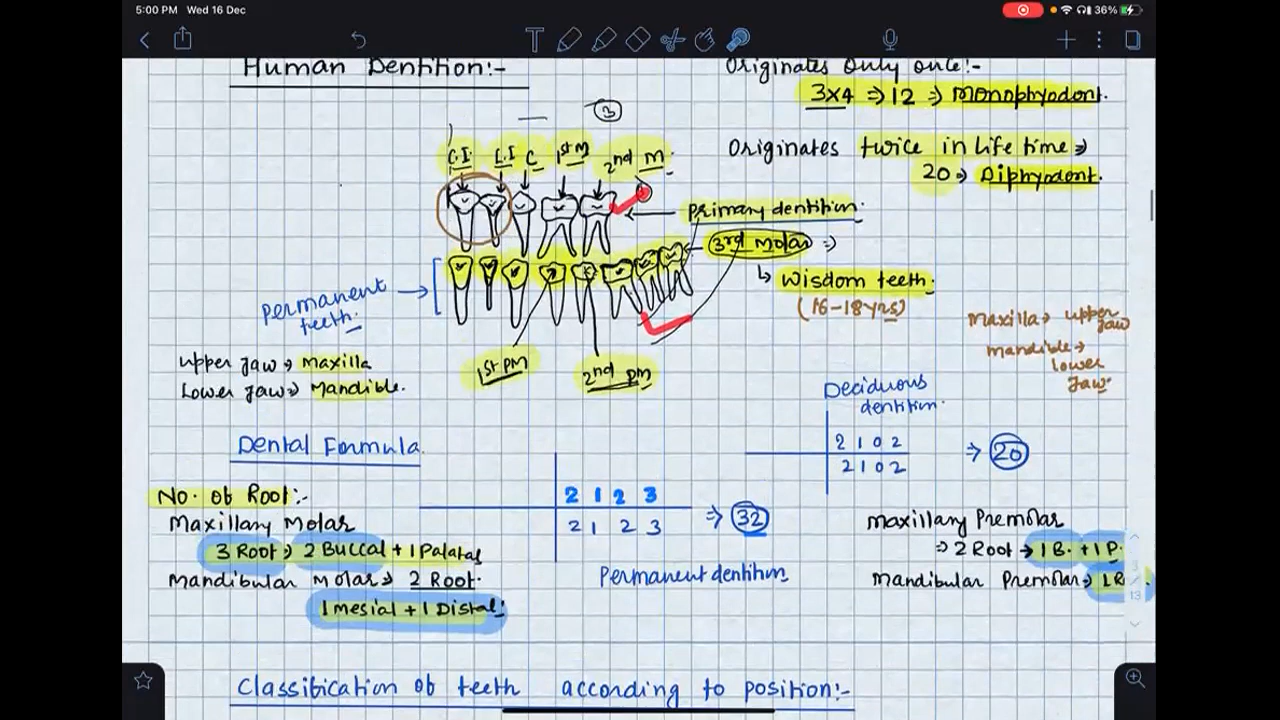 5:00 PM Wed 16 Dec
36%
Human Dentition:-
Originates only once:-
3x4 ⇒ 12 ⇒ Monophyodont.
3
C.I. L.I C 1st M 2nd M.
Originates twice in life time ⇒
20 ⇒ Diphyodont.
Primary dentition.
3rd Molar ⇒
↳ Wisdom teeth.
(16-18yrs)
Permanent
teeth.
1st PM
2nd PM
Upper Jaw → maxilla
Lower Jaw → Mandible.
Maxilla → upper
Jaw
mandible →
lower
Jaw.
Deciduous
dentition.
2 1 0 2
2 1 0 2
⇒ 20
Dental Formula
No. of Root:-
Maxillary Molar
3 Root → 2 Buccal + 1 Palatal
Mandibular Molar → 2 Root.
1 Mesial + 1 Distal.
2 1 2 3
2 1 2 3
⇒ 32
Permanent dentition
Maxillary Premolar
⇒ 2 Root → 1 B. + 1 P.
Mandibular Premolar → 1 R
13
Classification of teeth according to position:-